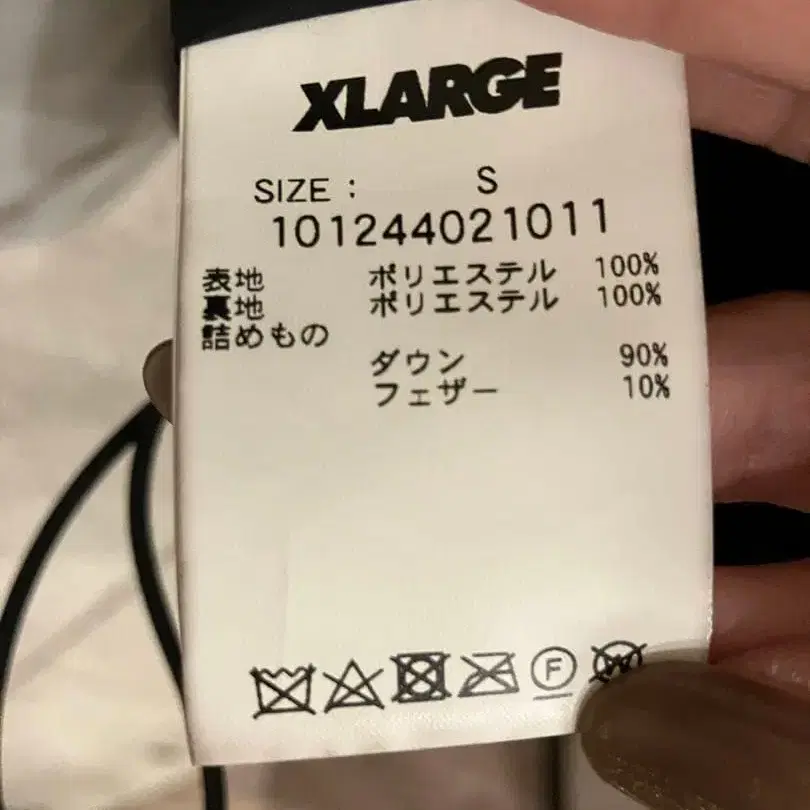 XLARGE
SIZE : S
101244021011
表地 ポリエステル 100%
裏地 ポリエステル 100%
詰めもの
ダウン 90%
フェザー 10%
F
W